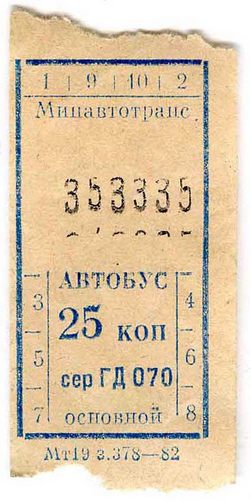 1 | 9 | 10 | 2
Минавтотранс
353335
АВТОБУС
3 25 коп 4
5 сер ГД 070 6
7 основной 8
Мт19 з.378—82